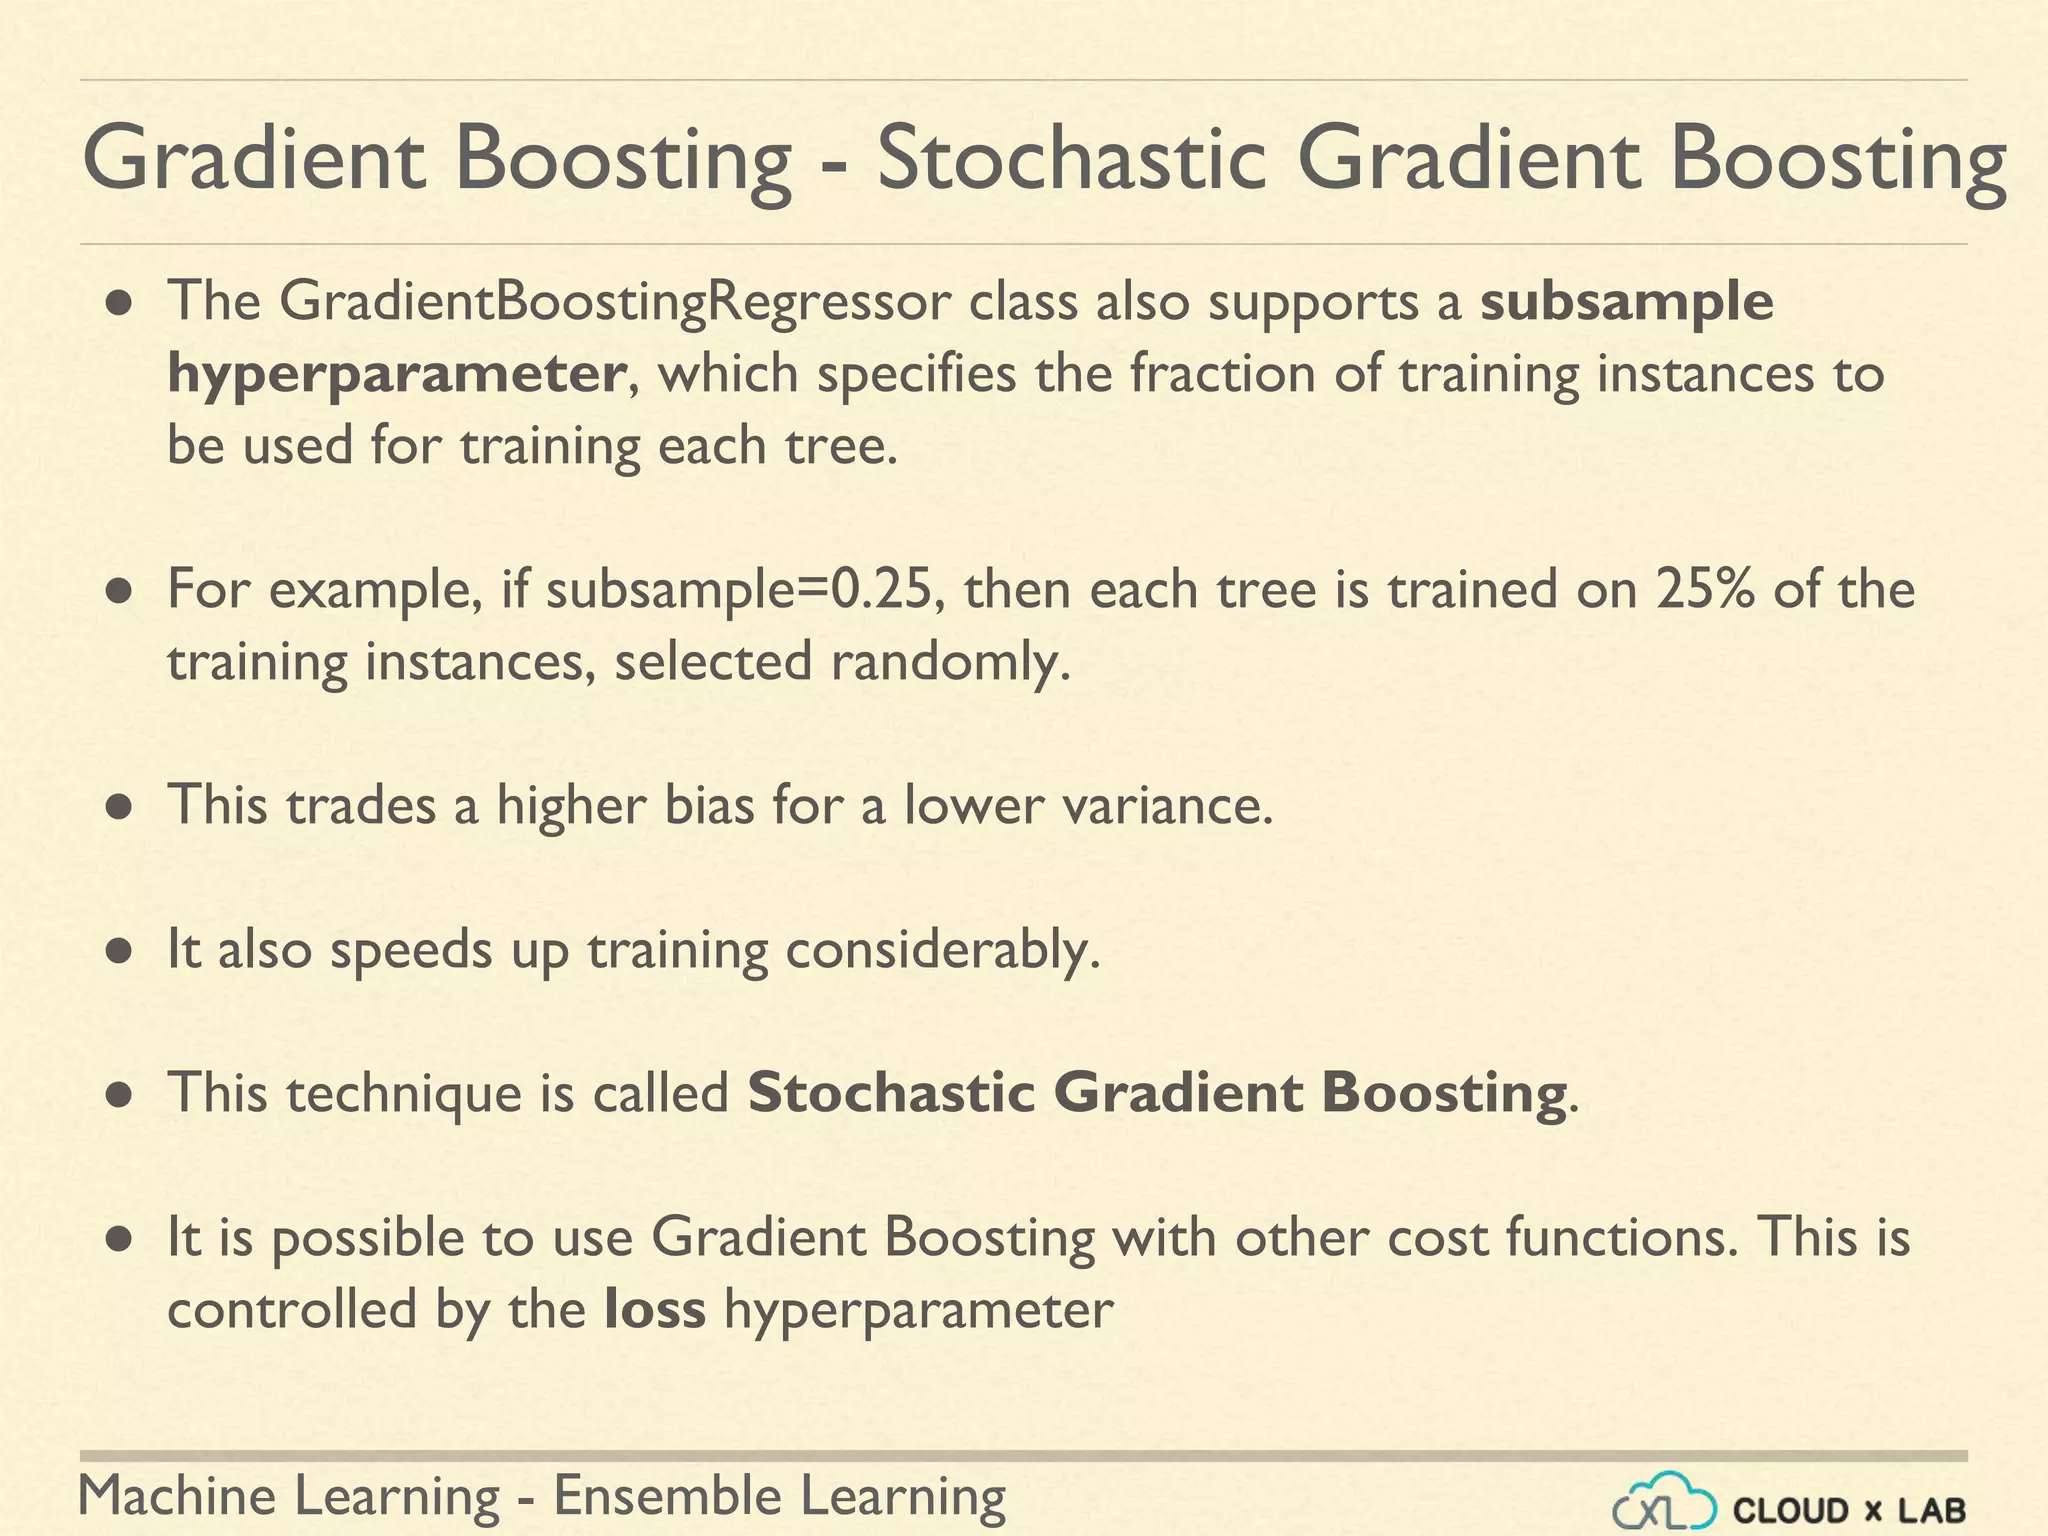 Gradient Boosting - Stochastic Gradient Boosting
● The GradientBoostingRegressor class also supports a subsample
hyperparameter, which specifies the fraction of training instances to
be used for training each tree.
● For example, if subsample=0.25, then each tree is trained on 25% of the
training instances, selected randomly.
● This trades a higher bias for a lower variance.
● It also speeds up training considerably.
● This technique is called Stochastic Gradient Boosting.
● It is possible to use Gradient Boosting with other cost functions. This is
controlled by the loss hyperparameter
Machine Learning - Ensemble Learning
CXL CLOUD x LAB